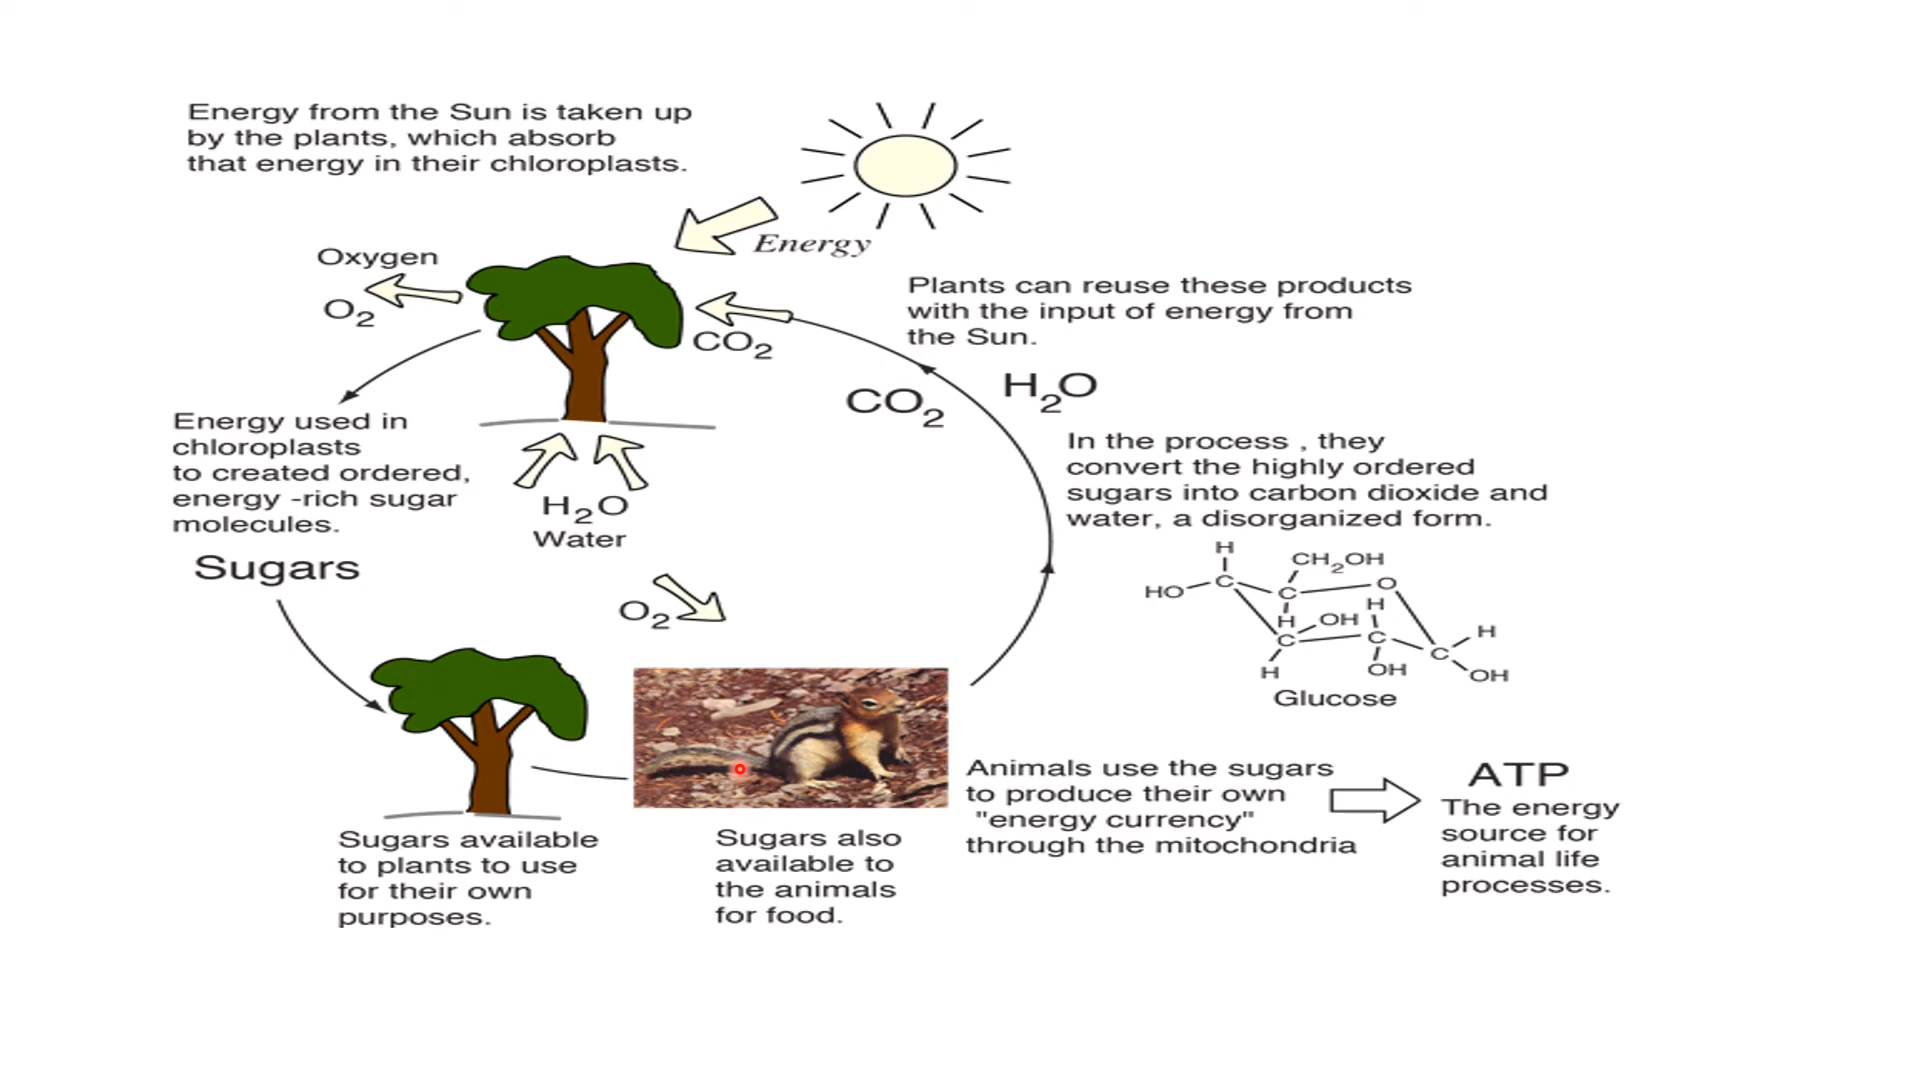 Energy from the Sun is taken up
by the plants, which absorb
that energy in their chloroplasts.
Energy
Oxygen
O2
CO2
Plants can reuse these products
with the input of energy from
the Sun.
CO2
H2O
Energy used in
chloroplasts
to created ordered,
energy -rich sugar
molecules.
Sugars
H2O
Water
In the process , they
convert the highly ordered
sugars into carbon dioxide and
water, a disorganized form.
O2
H
CH2OH
HO
C
C
O
H
H
OH
C
C
H
C
H
OH
OH
Glucose
Sugars available
to plants to use
for their own
purposes.
Sugars also
available to
the animals
for food.
Animals use the sugars
to produce their own
"energy currency"
through the mitochondria
ATP
The energy
source for
animal life
processes.